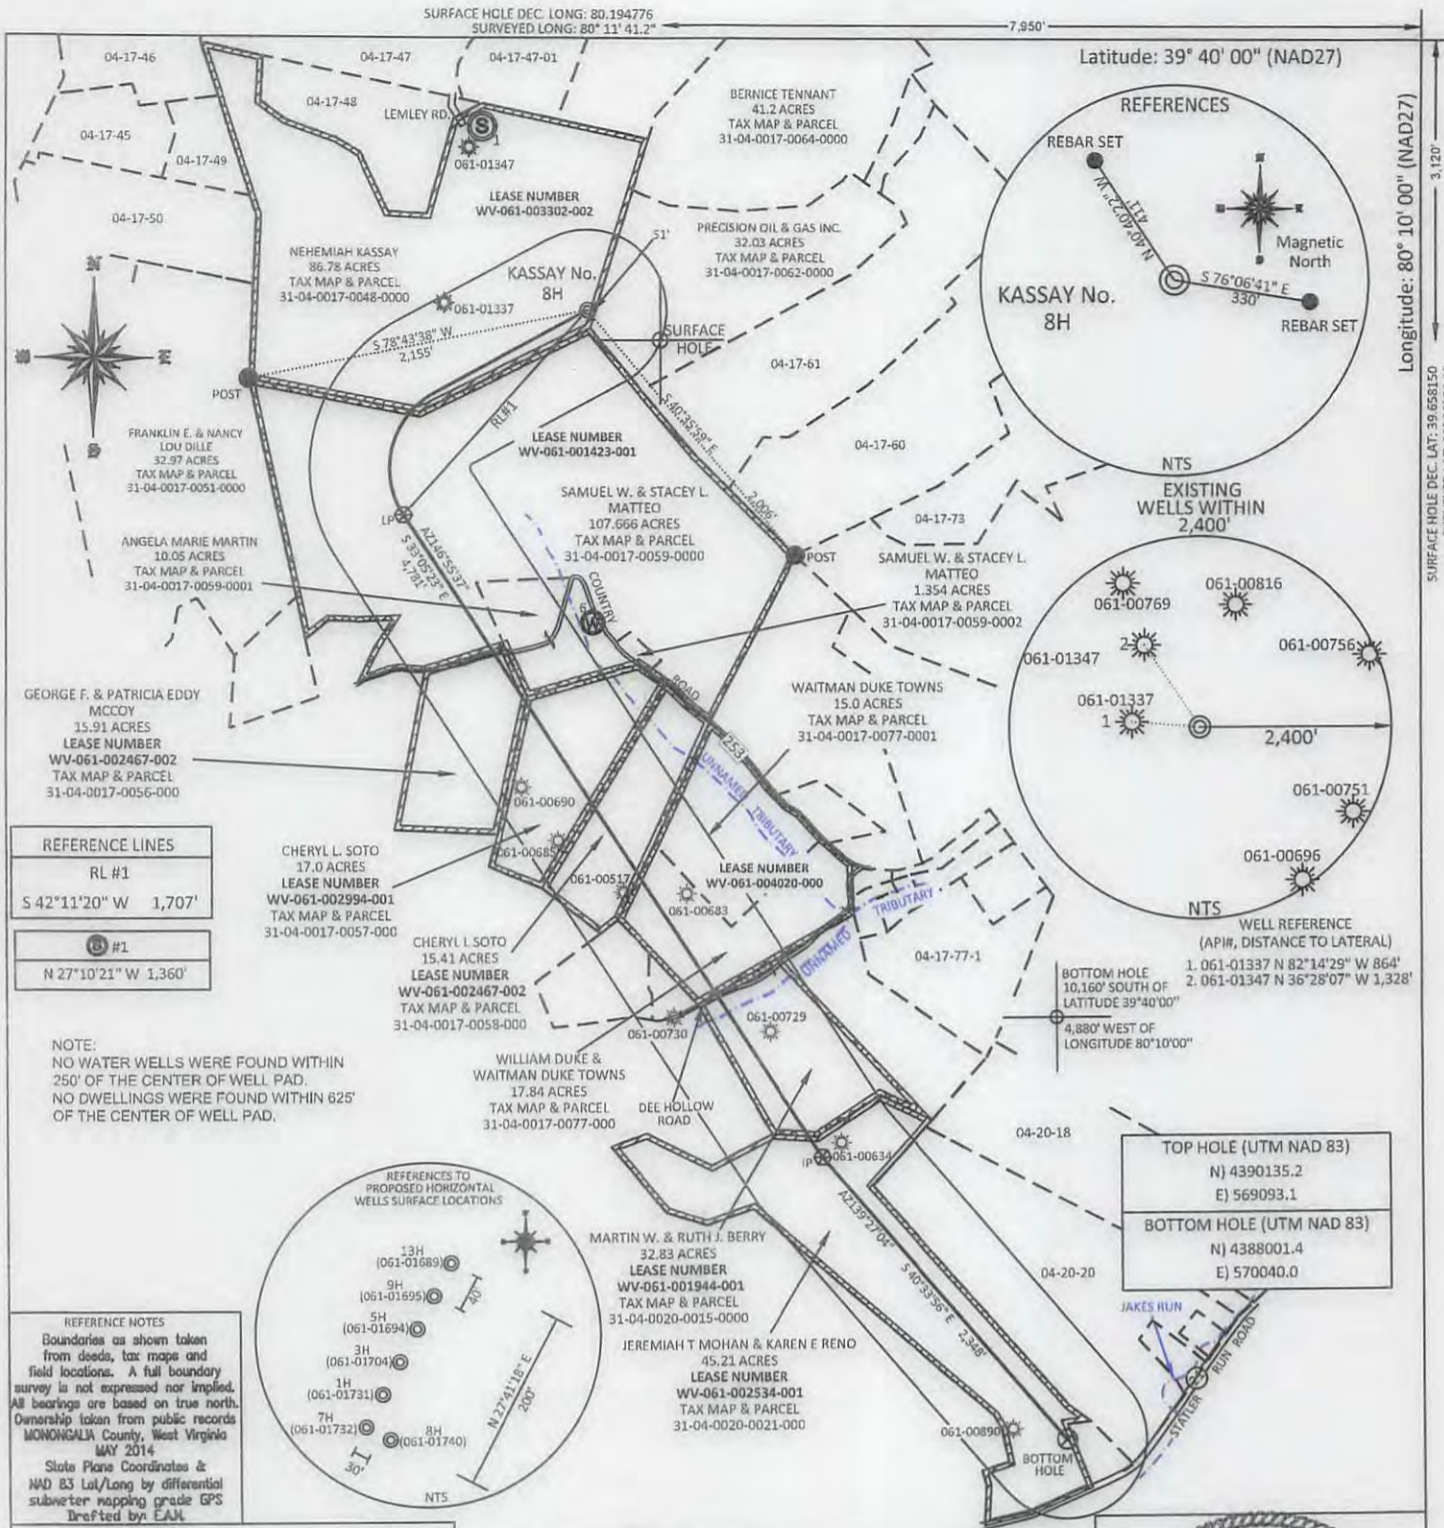 SURFACE HOLE DEC. LONG: 80.194776
SURVEYED LONG: 80° 11' 41.2"
7,950'
Latitude: 39° 40' 00" (NAD27)
3,120'
Longitude: 80° 10' 00" (NAD27)
SURFACE HOLE DEC. LAT: 39.658150
04-17-46
04-17-47
04-17-47-01
04-17-48
LEMLEY RD.
S
1
061-01347
04-17-45
04-17-49
04-17-50
LEASE NUMBER
WV-061-003302-002
BERNICE TENNANT
41.2 ACRES
TAX MAP & PARCEL
31-04-0017-0064-0000
PRECISION OIL & GAS INC.
32.03 ACRES
TAX MAP & PARCEL
31-04-0017-0062-0000
REFERENCES
REBAR SET
N 40°40'22" W
411'
Magnetic
North
KASSAY No.
8H
S 76°06'41" E
330'
REBAR SET
NTS
NEHEMIAH KASSAY
86.78 ACRES
TAX MAP & PARCEL
31-04-0017-0048-0000
KASSAY No.
8H
51'
061-01337
S 78°43'38" W
2,155'
POST
SURFACE
HOLE
RL#1
S 40°35'59" E
2,006'
04-17-61
04-17-60
04-17-73
N
S
FRANKLIN E. & NANCY
LOU DILLE
32.97 ACRES
TAX MAP & PARCEL
31-04-0017-0051-0000
LEASE NUMBER
WV-061-001423-001
SAMUEL W. & STACEY L.
MATTEO
107.666 ACRES
TAX MAP & PARCEL
31-04-0017-0059-0000
LP
AZ146°55'37"
S 33°05'23" E
4,781'
POST
ANGELA MARIE MARTIN
10.05 ACRES
TAX MAP & PARCEL
31-04-0017-0059-0001
SAMUEL W. & STACEY L.
MATTEO
1.354 ACRES
TAX MAP & PARCEL
31-04-0017-0059-0002
COUNTRY
6
W
ROAD
253
EXISTING
WELLS WITHIN
2,400'
061-00769
061-00816
061-00756
061-01347
2
061-01337
1
2,400'
061-00751
061-00696
NTS
WELL REFERENCE
(API#, DISTANCE TO LATERAL)
1. 061-01337 N 82°14'29" W 864'
2. 061-01347 N 36°28'07" W 1,328'
GEORGE F. & PATRICIA EDDY
MCCOY
15.91 ACRES
LEASE NUMBER
WV-061-002467-002
TAX MAP & PARCEL
31-04-0017-0056-000
WAITMAN DUKE TOWNS
15.0 ACRES
TAX MAP & PARCEL
31-04-0017-0077-0001
UNNAMED TRIBUTARY
061-00690
061-00685
061-00517
061-00683
LEASE NUMBER
WV-061-004020-000
UNNAMED
TRIBUTARY
04-17-77-1
REFERENCE LINES
RL #1
S 42°11'20" W 1,707'
#1
N 27°10'21" W 1,360'
CHERYL L. SOTO
17.0 ACRES
LEASE NUMBER
WV-061-002994-001
TAX MAP & PARCEL
31-04-0017-0057-000
CHERYL L SOTO
15.41 ACRES
LEASE NUMBER
WV-061-002467-002
TAX MAP & PARCEL
31-04-0017-0058-000
BOTTOM HOLE
10,160' SOUTH OF
LATITUDE 39°40'00"
4,880' WEST OF
LONGITUDE 80°10'00"
NOTE:
NO WATER WELLS WERE FOUND WITHIN
250' OF THE CENTER OF WELL PAD.
NO DWELLINGS WERE FOUND WITHIN 625'
OF THE CENTER OF WELL PAD.
061-00730
061-00729
WILLIAM DUKE &
WAITMAN DUKE TOWNS
17.84 ACRES
TAX MAP & PARCEL
31-04-0017-0077-000
DEE HOLLOW
ROAD
04-20-18
IP
061-00634
TOP HOLE (UTM NAD 83)
N) 4390135.2
E) 569093.1
BOTTOM HOLE (UTM NAD 83)
N) 4388001.4
E) 570040.0
REFERENCES TO
PROPOSED HORIZONTAL
WELLS SURFACE LOCATIONS
13H
(061-01689)
9H
(061-01695)
40'
5H
(061-01694)
3H
(061-01704)
1H
(061-01731)
7H
(061-01732)
8H
(061-01740)
30'
N 27°41'18" E
200'
NTS
MARTIN W. & RUTH J. BERRY
32.83 ACRES
LEASE NUMBER
WV-061-001944-001
TAX MAP & PARCEL
31-04-0020-0015-0000
AZ139°27'04"
S 40°33'56" E
2,348'
04-20-20
JAKES RUN
STATLER RUN ROAD
JEREMIAH T MOHAN & KAREN E RENO
45.21 ACRES
LEASE NUMBER
WV-061-002534-001
TAX MAP & PARCEL
31-04-0020-0021-000
061-00890
BOTTOM
HOLE
REFERENCE NOTES
Boundaries as shown taken
from deeds, tax maps and
field locations. A full boundary
survey is not expressed nor implied.
All bearings are based on true north.
Ownership taken from public records
MONONGALIA County, West Virginia
MAY 2014
State Plane Coordinates &
NAD 83 Lat/Long by differential
submeter mapping grade GPS
Drafted by: EAH